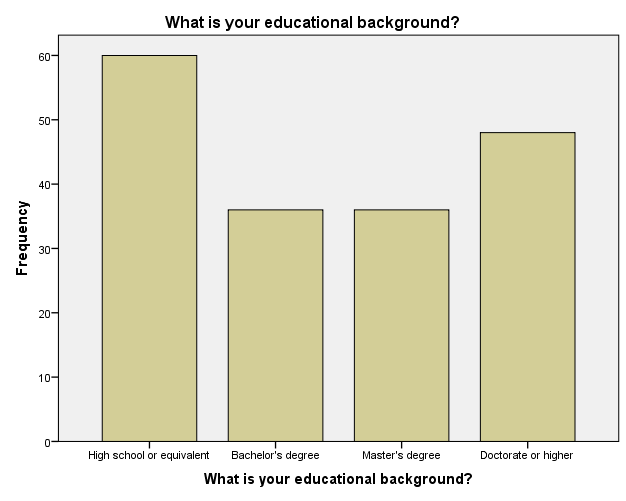 What is your educational background?
Frequency
60
50
40
30
20
10
0
High school or equivalent
Bachelor's degree
Master's degree
Doctorate or higher
What is your educational background?